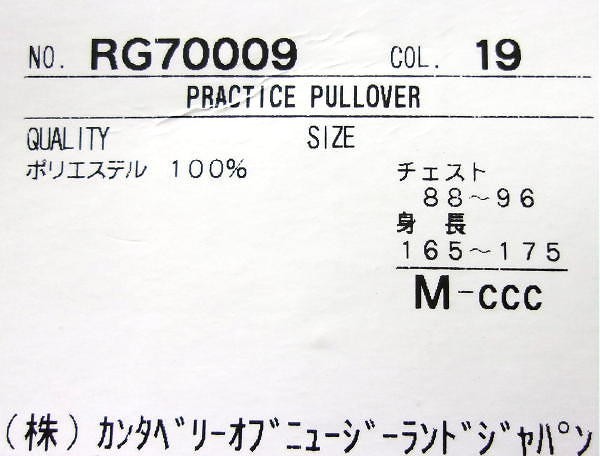 NO. RG70009 COL. 19
PRACTICE PULLOVER
QUALITY SIZE
ポリエステル 100%
チェスト
88~96
身長
165~175
M-ccc
(株)カンタベリーオブニュージーランドジャパン